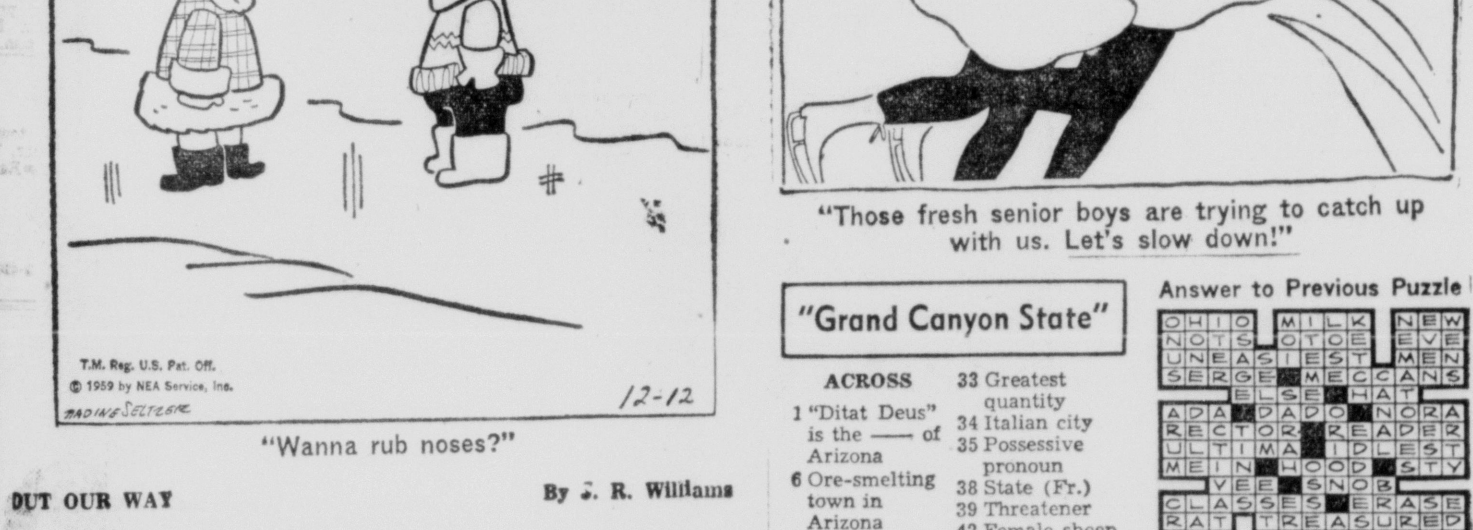 "Those fresh senior boys are trying to catch up
with us. Let's slow down!"
T.M. Reg. U.S. Pat. Off.
© 1959 by NEA Service, Inc.
NADINE SELTZER
12-12
"Wanna rub noses?"
OUT OUR WAY
By J. R. Williams
"Grand Canyon State"
ACROSS
1 "Ditat Deus"
is the —— of
Arizona
6 Ore-smelting
town in
Arizona
33 Greatest
quantity
34 Italian city
35 Possessive
pronoun
38 State (Fr.)
39 Threatener
42 Female sheep
Answer to Previous Puzzle
OHIO MILK NEW
NOTS OTOE EVE
UNEASIEST MEN
SERGE MECCANS
ELSE HAT
ADA DADO NORA
RECTOR READER
ULTIMA IDLEST
MEIN HOOD STY
VEE SNOB
CLASSES ERASE
RAT TREASURED